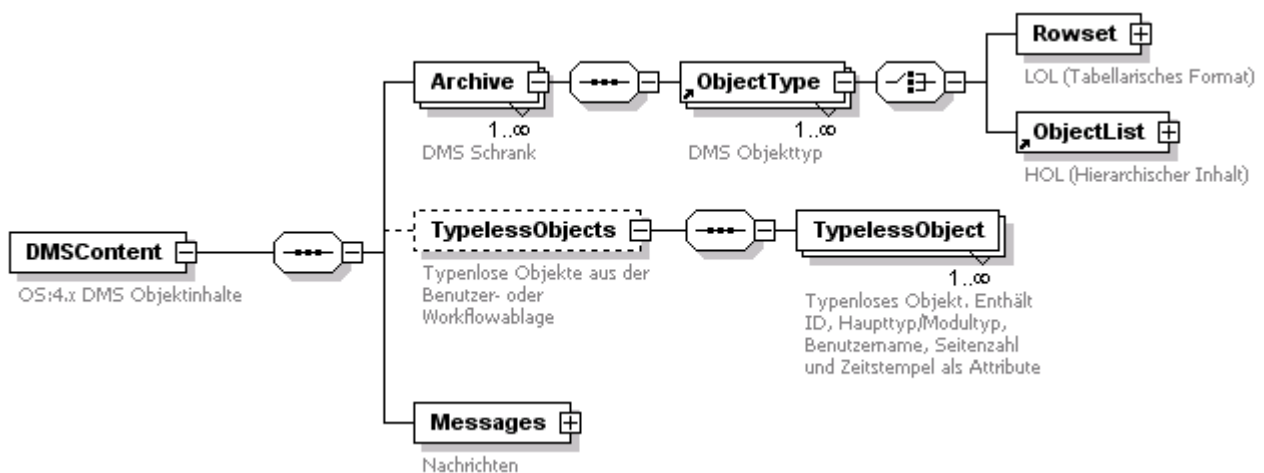 Rowset
LOL (Tabellarisches Format)
Archive
1..∞
DMS Schrank
ObjectType
1..∞
DMS Objekttyp
ObjectList
HOL (Hierarchischer Inhalt)
DMSContent
OS:4.x DMS Objektinhalte
TypelessObjects
Typenlose Objekte aus der
Benutzer- oder
Workflowablage
TypelessObject
1..∞
Typenloses Objekt. Enthält
ID, Haupttyp/Modultyp,
Benutzername, Seitenzahl
und Zeitstempel als Attribute
Messages
Nachrichten